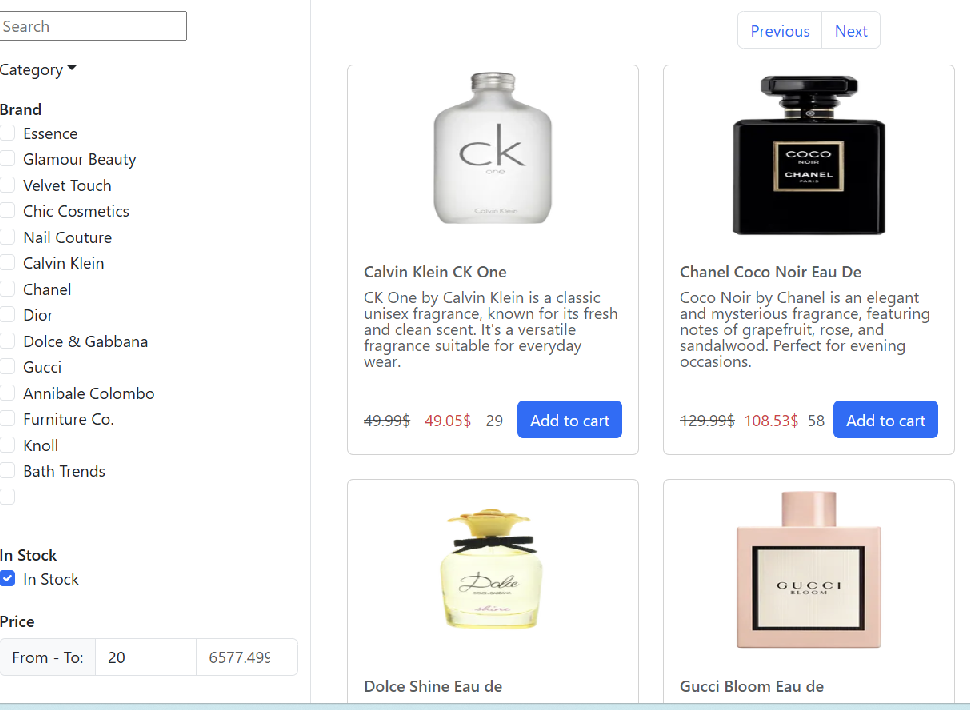 Search
Category
Brand
Essence
Glamour Beauty
Velvet Touch
Chic Cosmetics
Nail Couture
Calvin Klein
Chanel
Dior
Dolce & Gabbana
Gucci
Annibale Colombo
Furniture Co.
Knoll
Bath Trends
In Stock
In Stock
Price
From - To: 20 6577.499
Previous Next
ck
one
Calvin Klein
Calvin Klein CK One
CK One by Calvin Klein is a classic
unisex fragrance, known for its fresh
and clean scent. It's a versatile
fragrance suitable for everyday
wear.
49.99$ 49.05$ 29 Add to cart
COCO
NOIR
CHANEL
PARIS
Chanel Coco Noir Eau De
Coco Noir by Chanel is an elegant
and mysterious fragrance, featuring
notes of grapefruit, rose, and
sandalwood. Perfect for evening
occasions.
129.99$ 108.53$ 58 Add to cart
Dolce
shine
Dolce Shine Eau de
GUCCI
BLOOM
Gucci Bloom Eau de